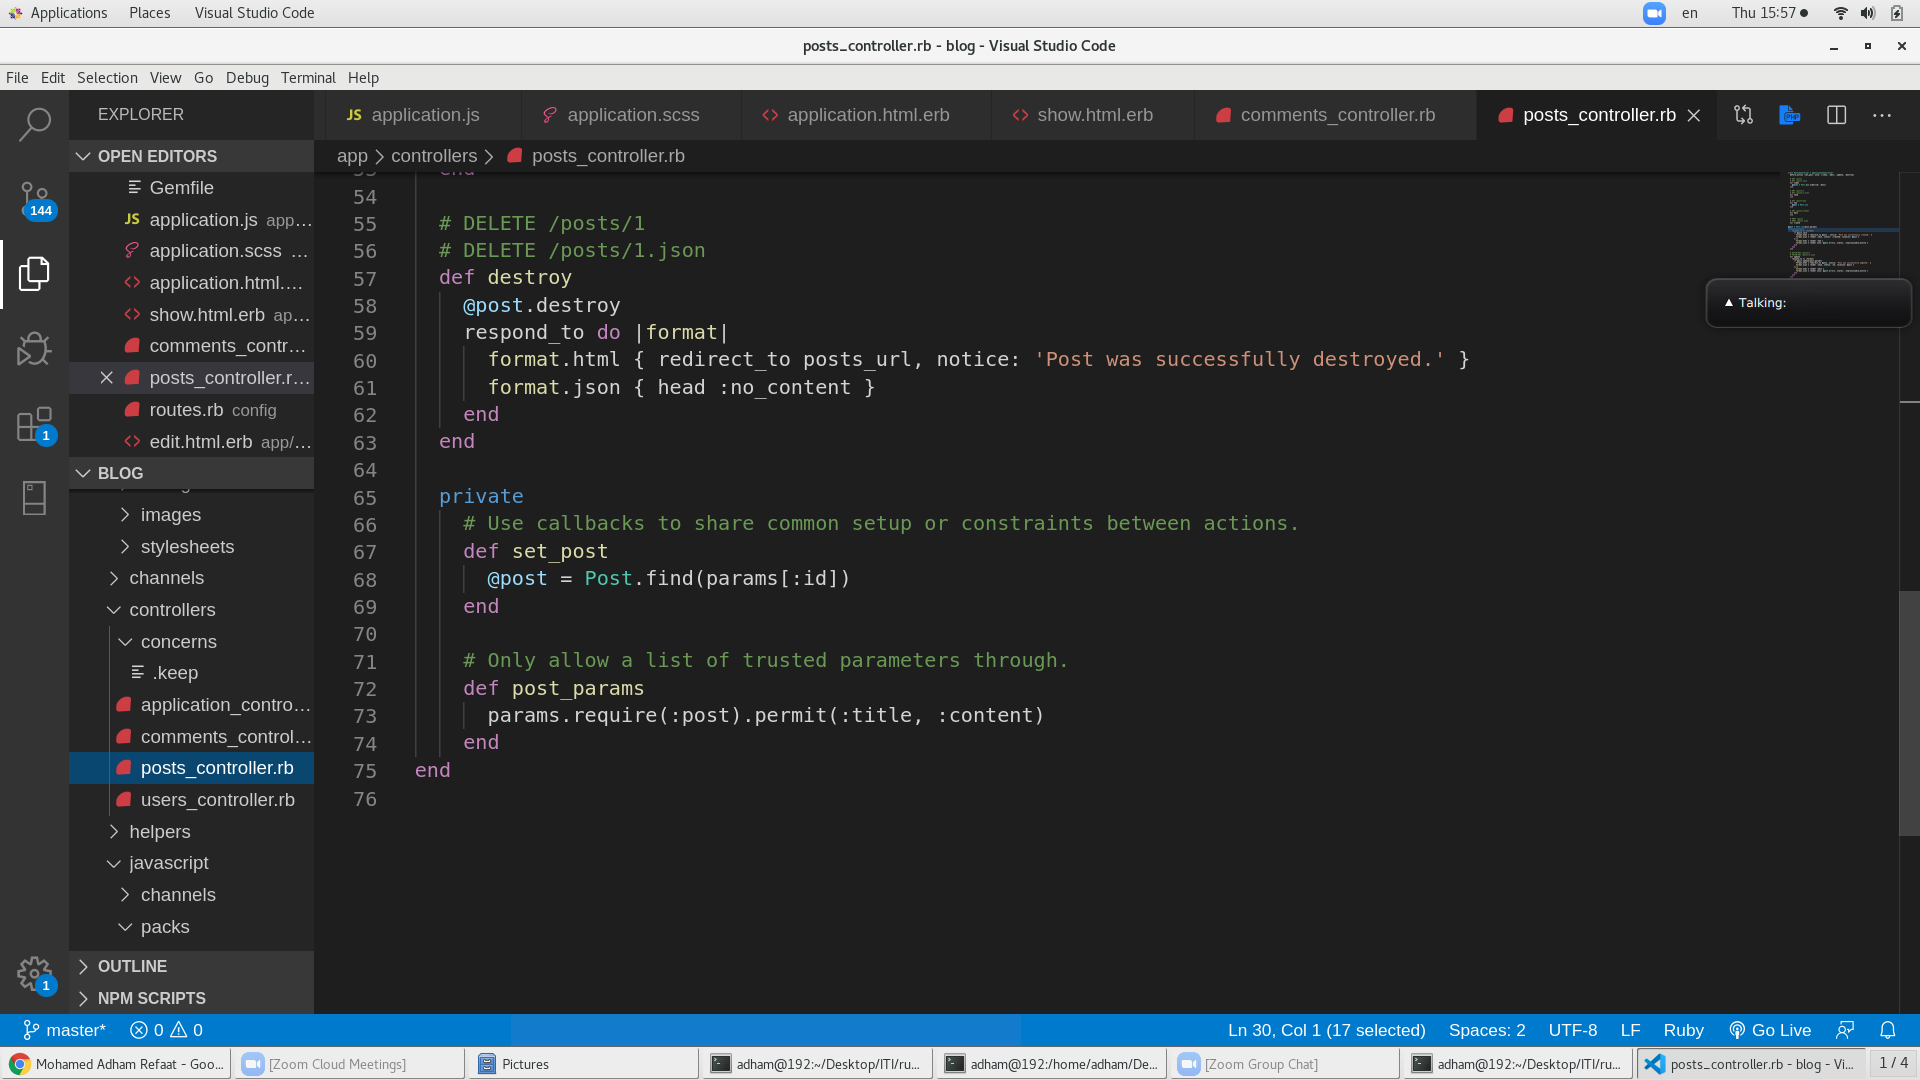 Applications Places Visual Studio Code en Thu 15:57
posts_controller.rb - blog - Visual Studio Code
File Edit Selection View Go Debug Terminal Help
EXPLORER
JS application.js application.scss application.html.erb show.html.erb comments_controller.rb posts_controller.rb
app controllers posts_controller.rb
144
1
1
OPEN EDITORS
Gemfile
JS application.js app...
application.scss ...
application.html....
show.html.erb ap...
comments_contr...
posts_controller.r...
routes.rb config
edit.html.erb app/...
BLOG
images
stylesheets
channels
controllers
concerns
.keep
application_contro...
comments_control...
posts_controller.rb
users_controller.rb
helpers
javascript
channels
packs
OUTLINE
NPM SCRIPTS
53 end
54
55 # DELETE /posts/1
56 # DELETE /posts/1.json
57 def destroy
58 @post.destroy
59 respond_to do |format|
60 format.html { redirect_to posts_url, notice: 'Post was successfully destroyed.' }
61 format.json { head :no_content }
62 end
63 end
64
65 private
66 # Use callbacks to share common setup or constraints between actions.
67 def set_post
68 @post = Post.find(params[:id])
69 end
70
71 # Only allow a list of trusted parameters through.
72 def post_params
73 params.require(:post).permit(:title, :content)
74 end
75 end
76
Talking:
master* 0 0 Ln 30, Col 1 (17 selected) Spaces: 2 UTF-8 LF Ruby Go Live
Mohamed Adham Refaat - Goo... [Zoom Cloud Meetings] Pictures adham@192:~/Desktop/ITI/ru... adham@192:/home/adham/De... [Zoom Group Chat] adham@192:~/Desktop/ITI/ru... posts_controller.rb - blog - Vi... 1 / 4